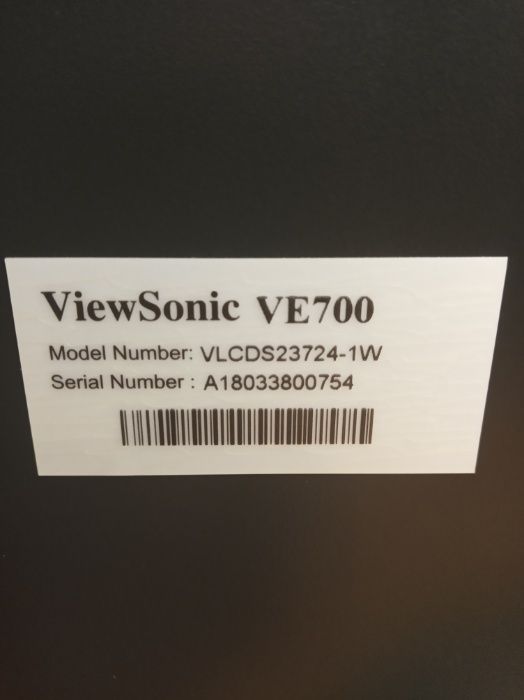 ViewSonic VE700
Model Number: VLCDS23724-1W
Serial Number : A18033800754